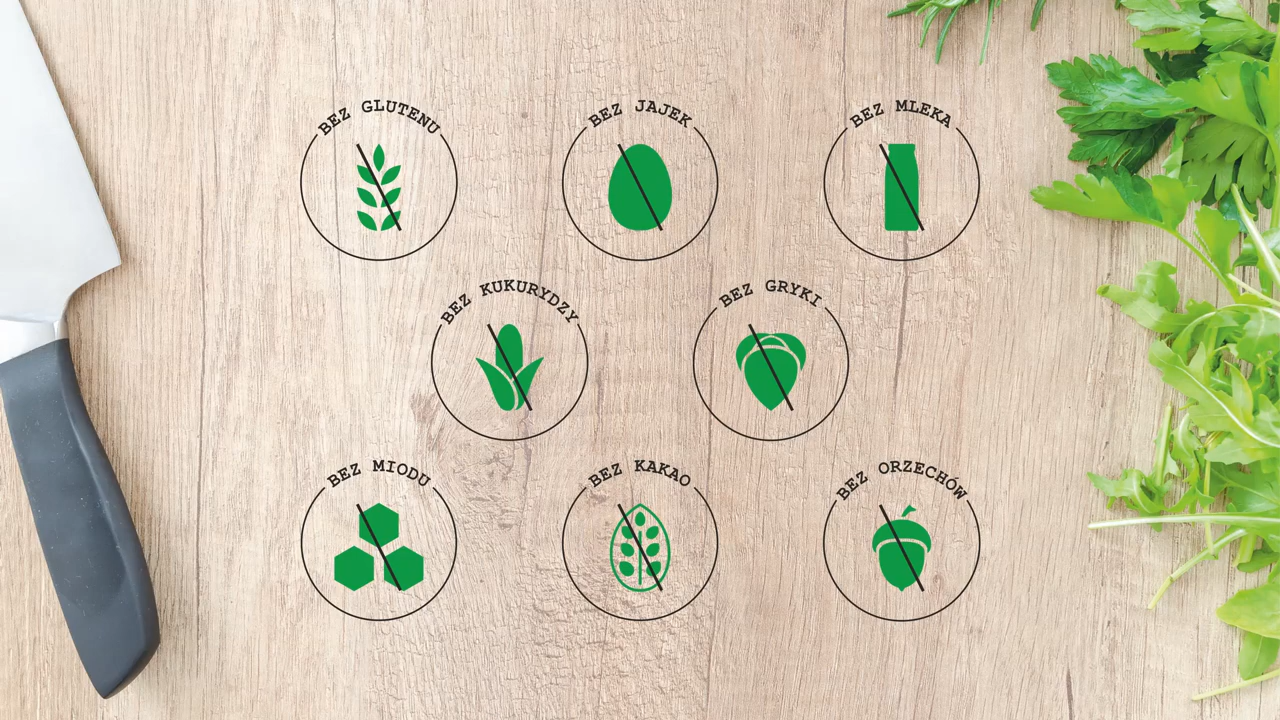 BEZ GLUTENU
BEZ JAJEK
BEZ MLEKA
BEZ KUKURYDZY
BEZ GRYKI
BEZ MIODU
BEZ KAKAO
BEZ ORZECHÓW